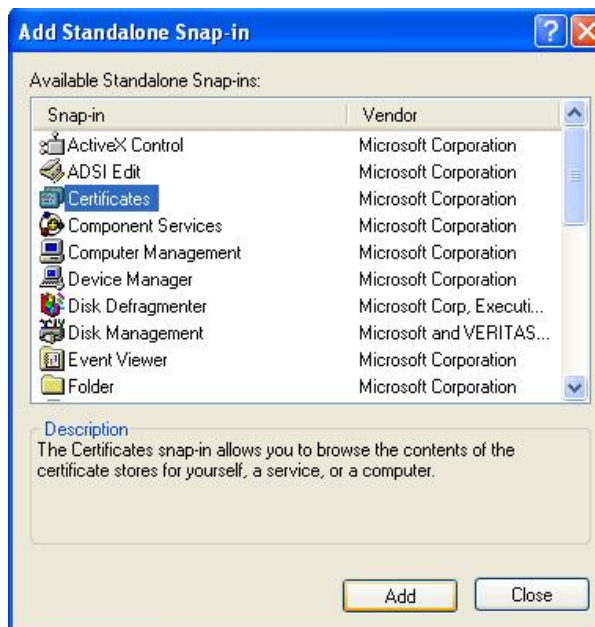 Add Standalone Snap-in
Available Standalone Snap-ins:
Snap-in Vendor
ActiveX Control Microsoft Corporation
ADSI Edit Microsoft Corporation
Certificates Microsoft Corporation
Component Services Microsoft Corporation
Computer Management Microsoft Corporation
Device Manager Microsoft Corporation
Disk Defragmenter Microsoft Corp, Executi...
Disk Management Microsoft and VERITAS...
Event Viewer Microsoft Corporation
Folder Microsoft Corporation
Description
The Certificates snap-in allows you to browse the contents of the
certificate stores for yourself, a service, or a computer.
Add Close